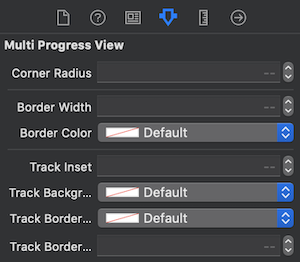 Multi Progress View
Corner Radius --
Border Width --
Border Color Default
Track Inset --
Track Backgr... Default
Track Border... Default
Track Border... --